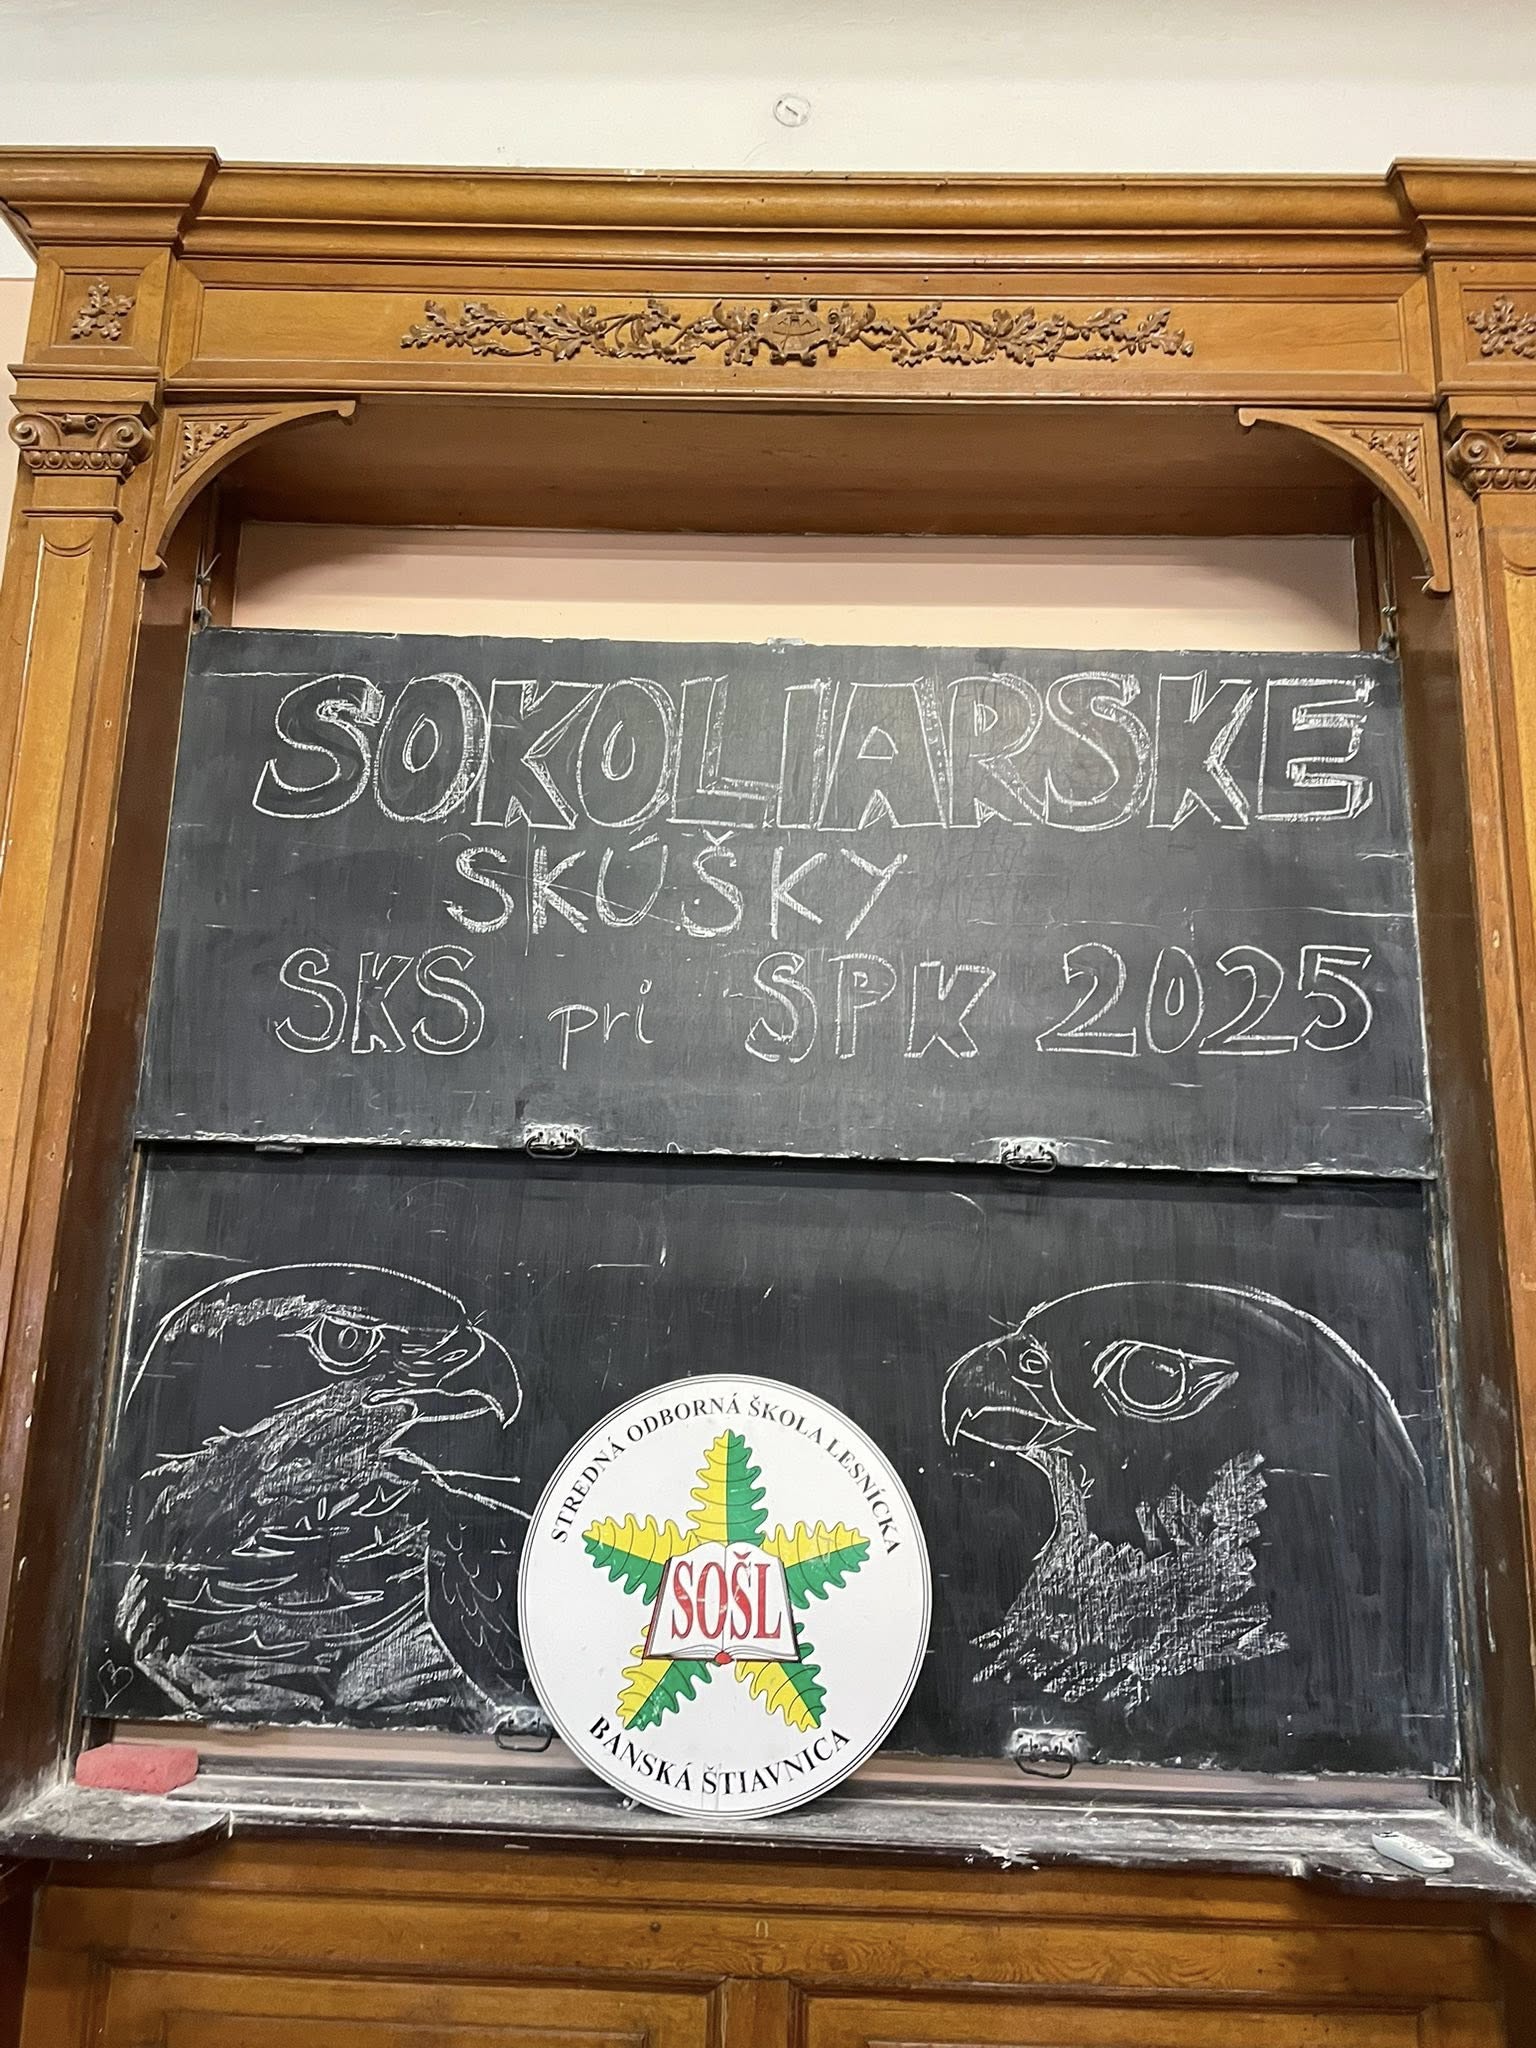 SOKOLIARSKE
SKÚŠKY
SKS pri SPK 2025
STREDNÁ ODBORNÁ ŠKOLA LESNÍCKA
SOŠL
BANSKÁ ŠTIAVNICA